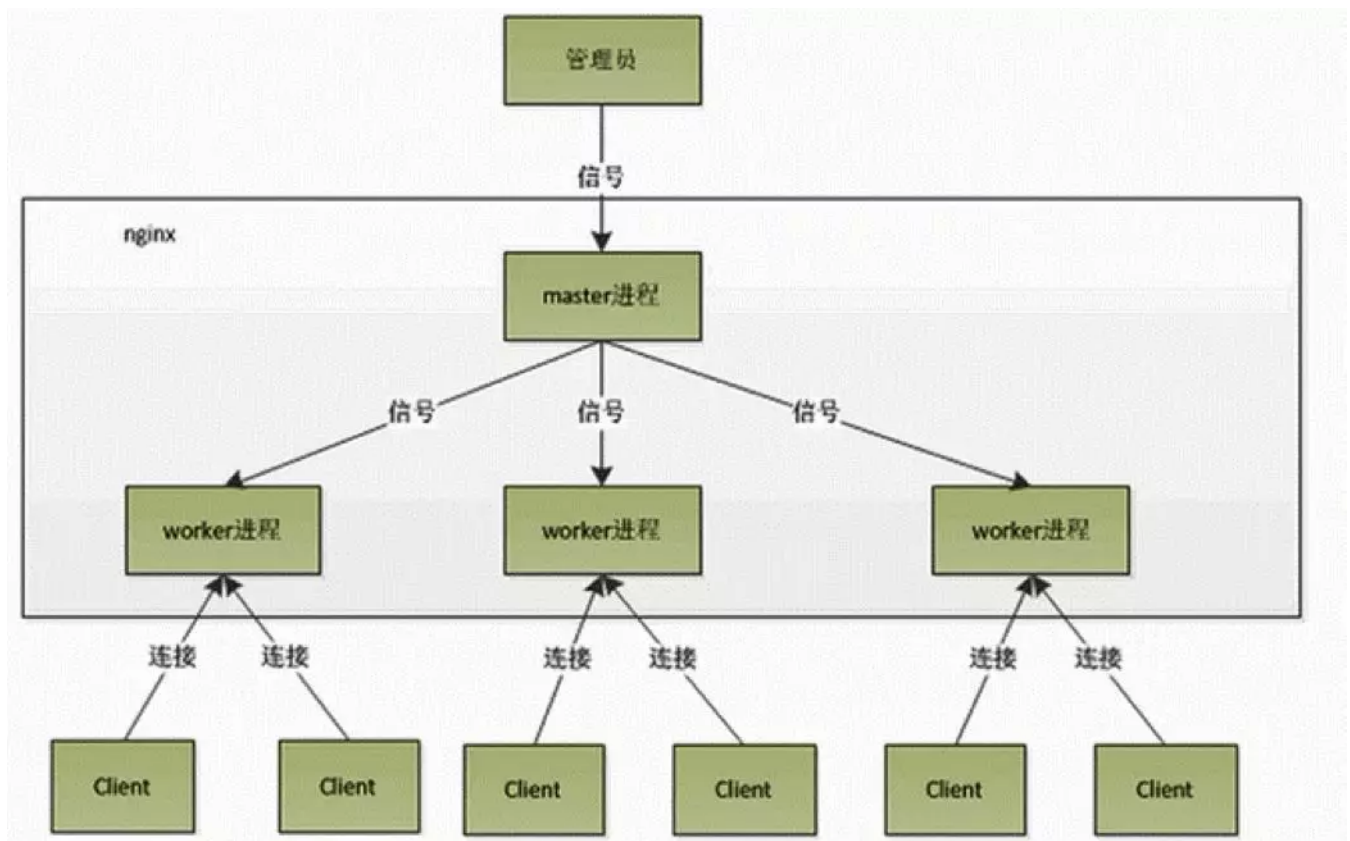 管理员
信号
nginx
master进程
信号
信号
信号
worker进程
worker进程
worker进程
连接
连接
连接
连接
连接
连接
Client
Client
Client
Client
Client
Client